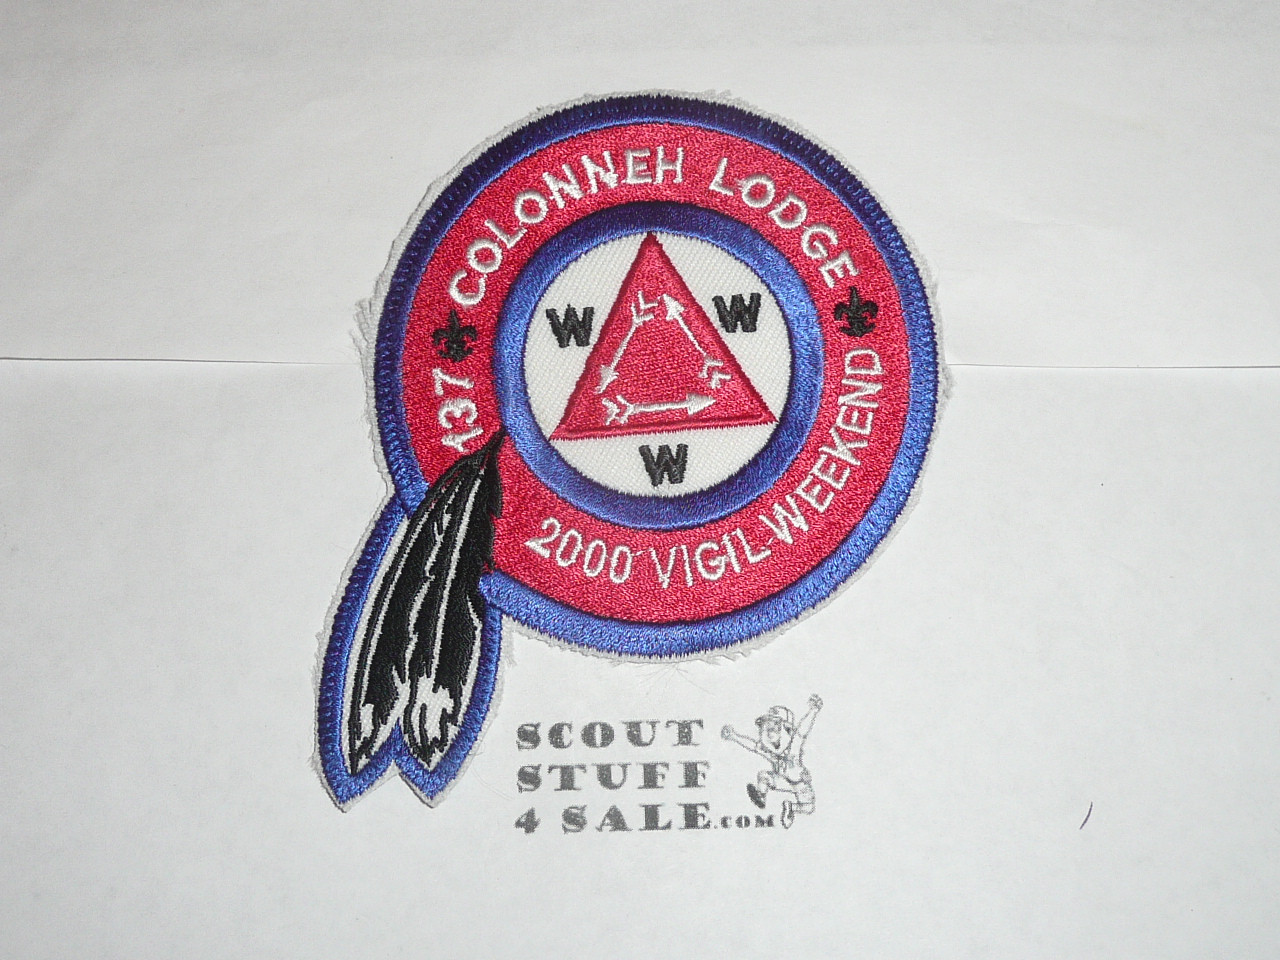 137 COLONNEH LODGE
W W
W
2000 VIGIL WEEKEND
SCOUT
STUFF
4 SALE.COM